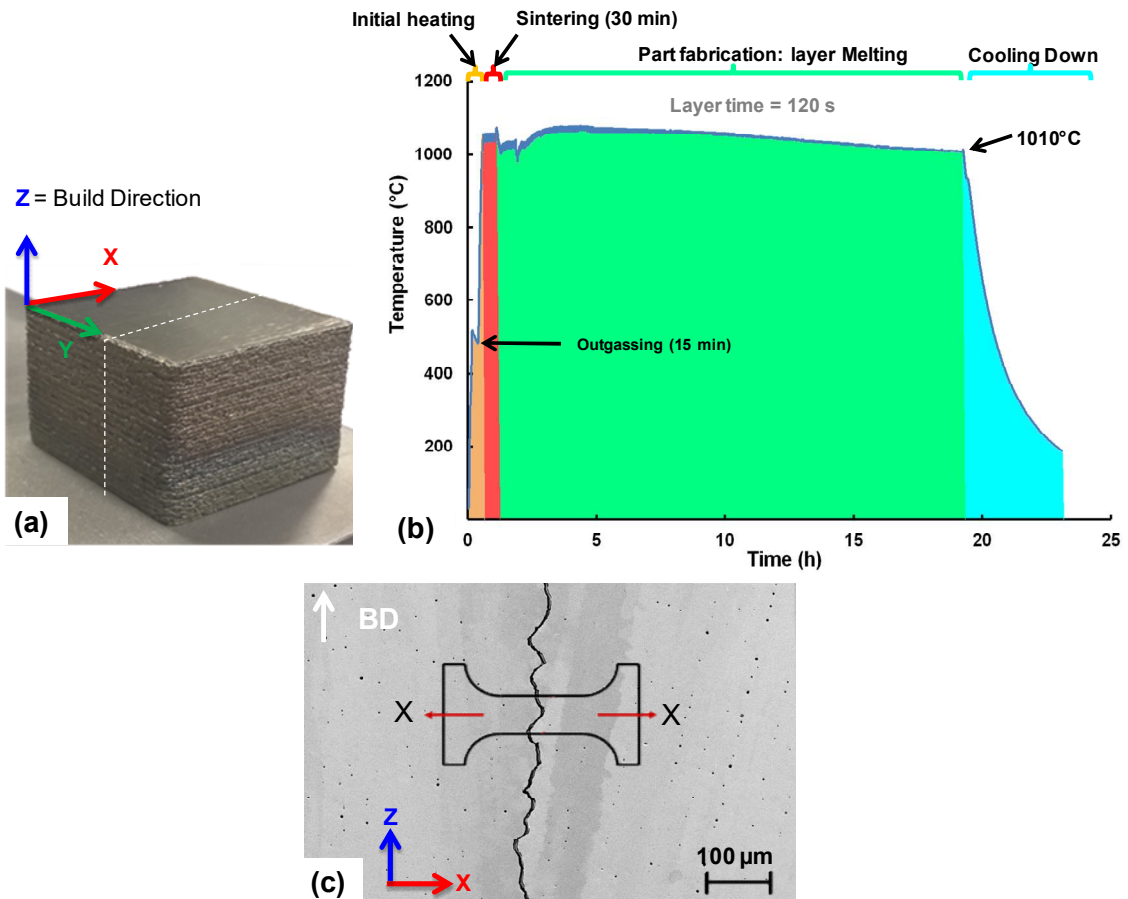 Initial heating
Sintering (30 min)
Part fabrication: layer Melting
Cooling Down
Z = Build Direction
X
Y
(a)
Temperature (°C)
1200
1000
800
600
400
200
0
Layer time = 120 s
1010°C
Outgassing (15 min)
0
5
10
15
20
25
Time (h)
(b)
BD
X
X
Z
X
100 µm
(c)